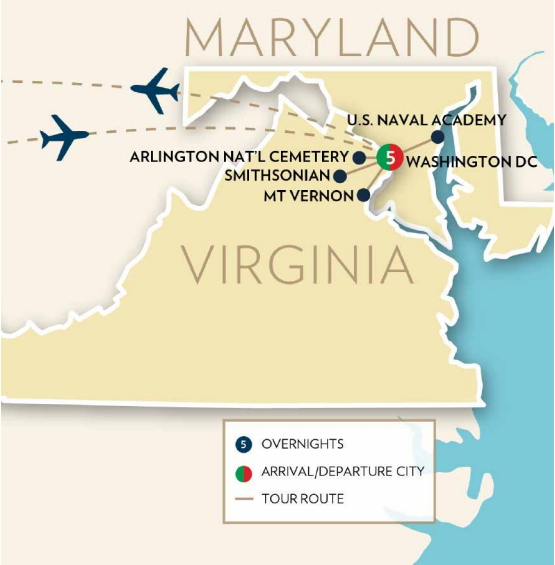 MARYLAND
U.S. NAVAL ACADEMY
ARLINGTON NAT'L CEMETERY
5
WASHINGTON DC
SMITHSONIAN
MT VERNON
VIRGINIA
5 OVERNIGHTS
ARRIVAL/DEPARTURE CITY
TOUR ROUTE